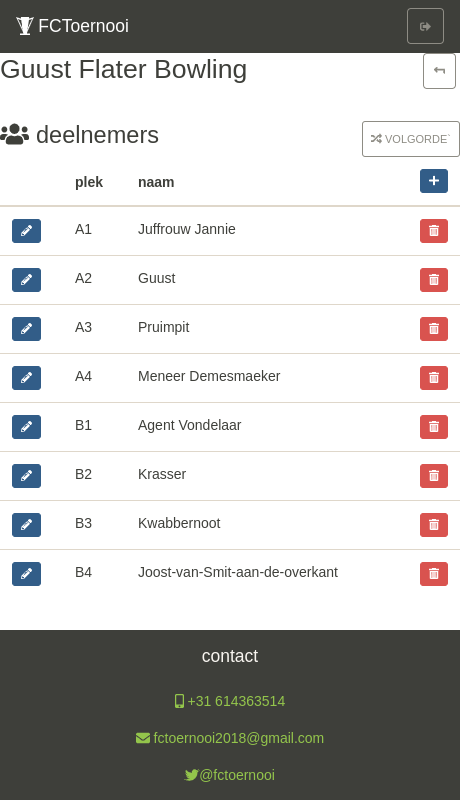 FCToernooi
Guust Flater Bowling
deelnemers
VOLGORDE`
plek naam
A1 Juffrouw Jannie
A2 Guust
A3 Pruimpit
A4 Meneer Demesmaeker
B1 Agent Vondelaar
B2 Krasser
B3 Kwabbernoot
B4 Joost-van-Smit-aan-de-overkant
contact
+31 614363514
fctoernooi2018@gmail.com
@fctoernooi